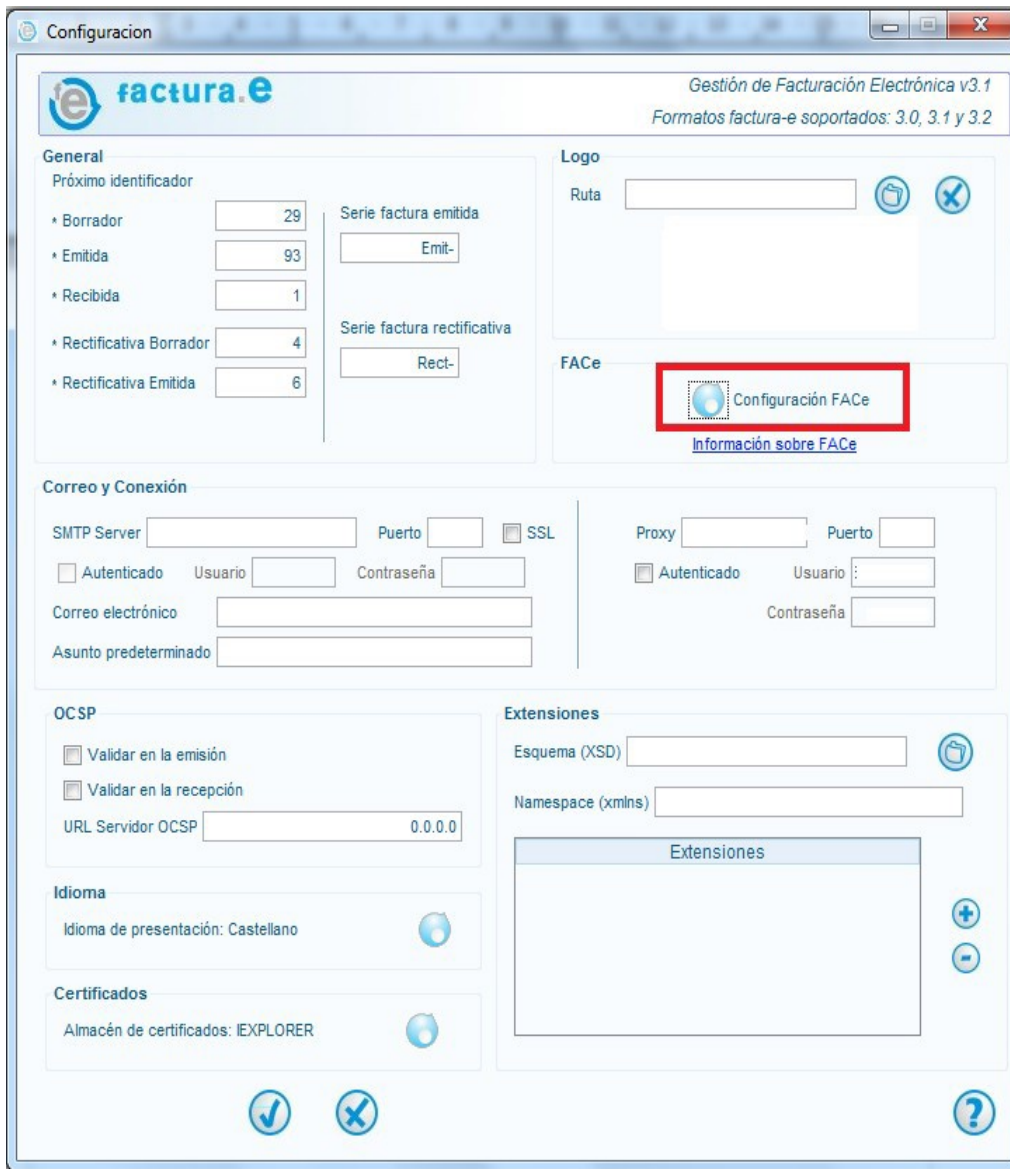 Configuracion
factura.e
Gestión de Facturación Electrónica v3.1
Formatos factura-e soportados: 3.0, 3.1 y 3.2
General
Próximo identificador
* Borrador 29
* Emitida 93
* Recibida 1
* Rectificativa Borrador 4
* Rectificativa Emitida 6
Serie factura emitida
Emit-
Serie factura rectificativa
Rect-
Logo
Ruta
FACe
Configuración FACe
Información sobre FACe
Correo y Conexión
SMTP Server Puerto SSL
Autenticado Usuario Contraseña
Correo electrónico
Asunto predeterminado
Proxy Puerto
Autenticado Usuario :
Contraseña
OCSP
Validar en la emisión
Validar en la recepción
URL Servidor OCSP 0.0.0.0
Idioma
Idioma de presentación: Castellano
Certificados
Almacén de certificados: IEXPLORER
Extensiones
Esquema (XSD)
Namespace (xmlns)
Extensiones